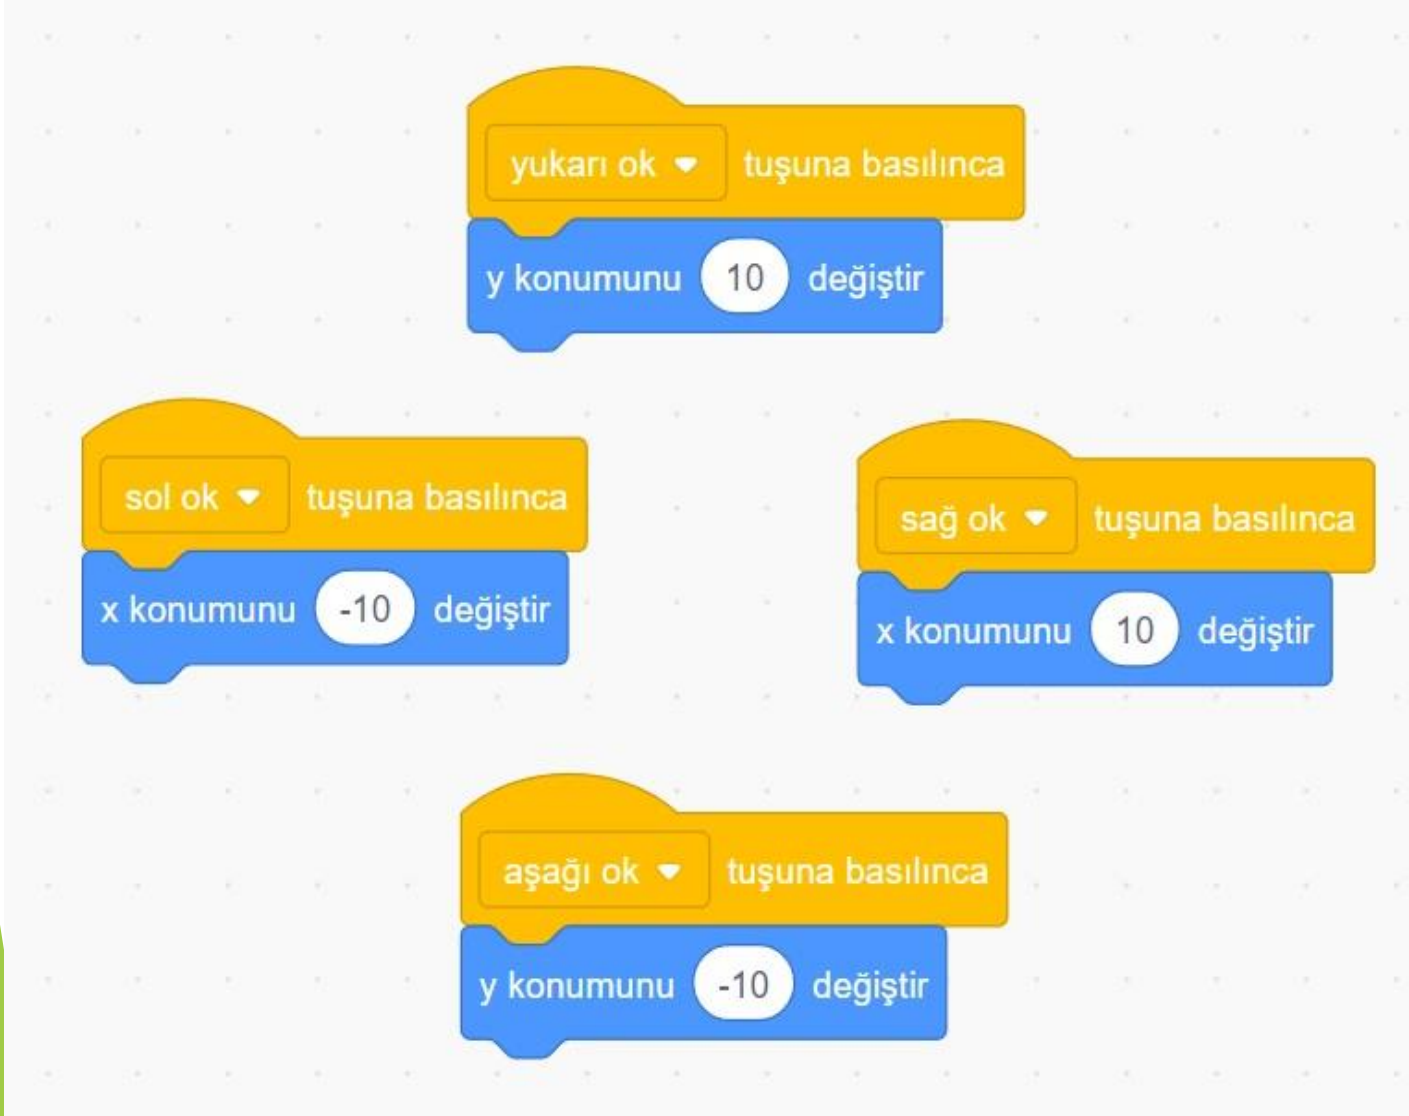 yukarı ok tuşuna basılınca
y konumunu 10 değiştir
sol ok tuşuna basılınca
x konumunu -10 değiştir
sağ ok tuşuna basılınca
x konumunu 10 değiştir
aşağı ok tuşuna basılınca
y konumunu -10 değiştir